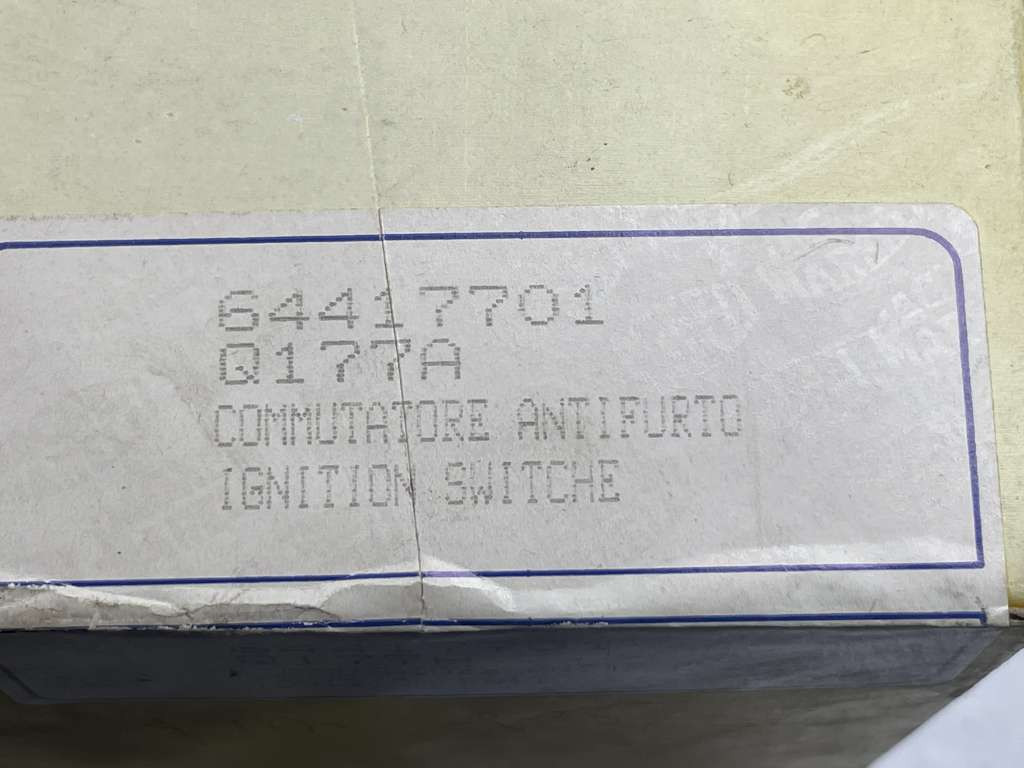 64417701
Q177A
COMMUTATORE ANTIFURTO
IGNITION SWITCHE